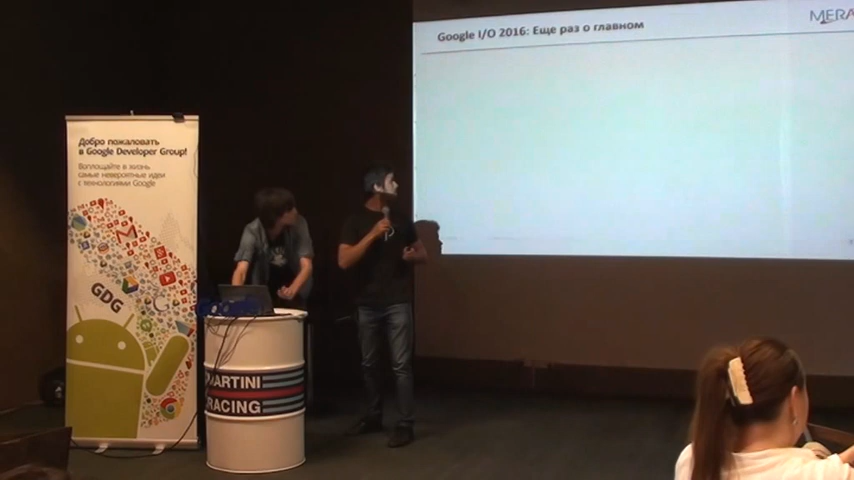 Google I/O 2016: Еще раз о главном
MERA
Добро пожаловать
в Google Developer Group!
Воплощайте в жизнь
самые невероятные идеи
с технологиями Google
GDG
MARTINI
RACING